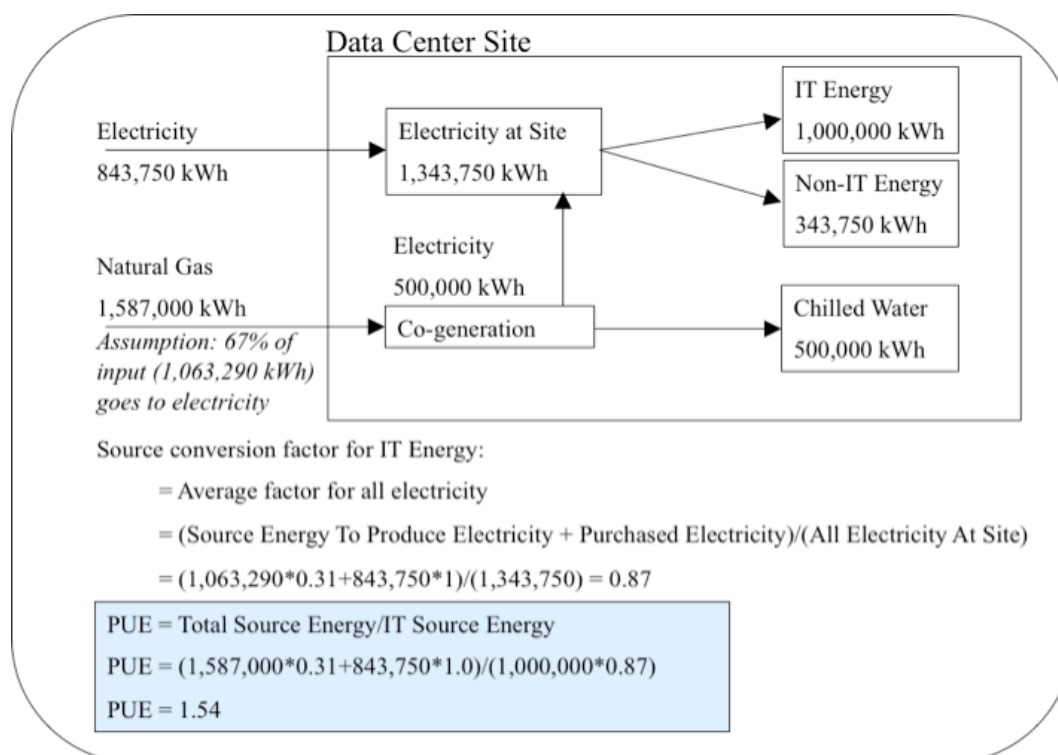 Data Center Site
Electricity
843,750 kWh
Electricity at Site
1,343,750 kWh
IT Energy
1,000,000 kWh
Non-IT Energy
343,750 kWh
Electricity
500,000 kWh
Natural Gas
1,587,000 kWh
Assumption: 67% of
input (1,063,290 kWh)
goes to electricity
Co-generation
Chilled Water
500,000 kWh
Source conversion factor for IT Energy:
= Average factor for all electricity
= (Source Energy To Produce Electricity + Purchased Electricity)/(All Electricity At Site)
= (1,063,290*0.31+843,750*1)/(1,343,750) = 0.87
PUE = Total Source Energy/IT Source Energy
PUE = (1,587,000*0.31+843,750*1.0)/(1,000,000*0.87)
PUE = 1.54